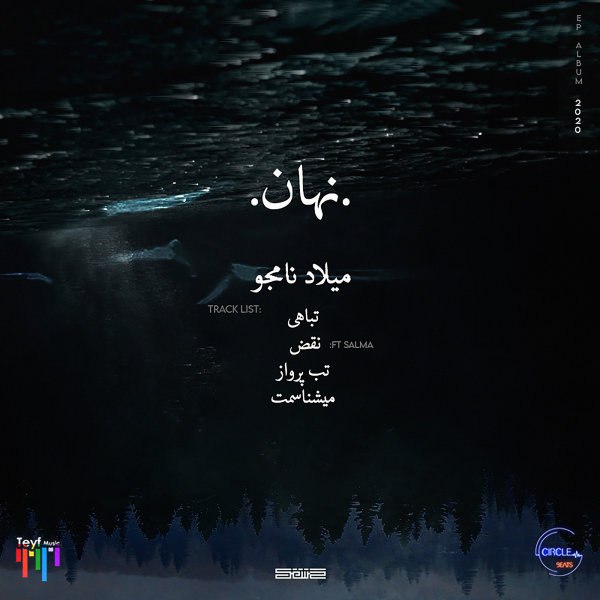 EP ALBUM 2020
.نهان.
میلاد نامجو
TRACK LIST:
تباهی
نقض :FT SALMA
تب پرواز
میشناسمت
Teyf Music
CIRCLE
BEATS